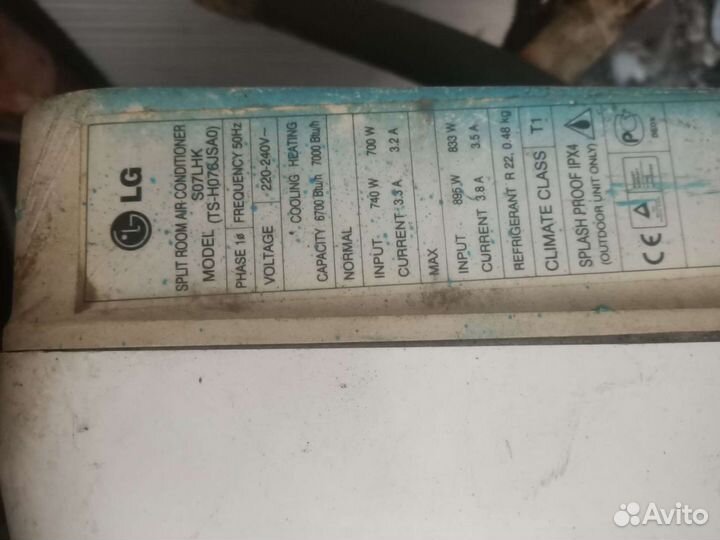 LG
SPLIT ROOM AIR CONDITIONER
S07LHK
MODEL (TS-H076JSA0)
PHASE 1ø FREQUENCY 50Hz
VOLTAGE 220-240V~
COOLING HEATING
CAPACITY 6700 Btu/h 7000 Btu/h
NORMAL
INPUT 740 W 700 W
CURRENT 3.3 A 3.2 A
MAX
INPUT 895 W 833 W
CURRENT 3.8 A 3.5 A
REFRIGERANT R 22, 0.48 kg
CLIMATE CLASS T1
SPLASH PROOF IPX4
(OUTDOOR UNIT ONLY)
CE
Avito